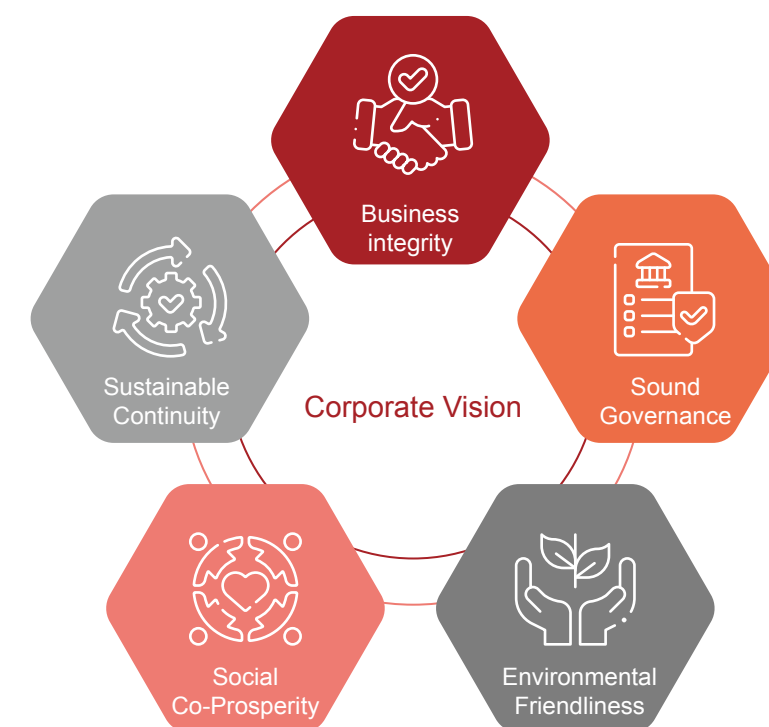 Business
integrity
Sound
Governance
Environmental
Friendliness
Social
Co-Prosperity
Sustainable
Continuity
Corporate Vision